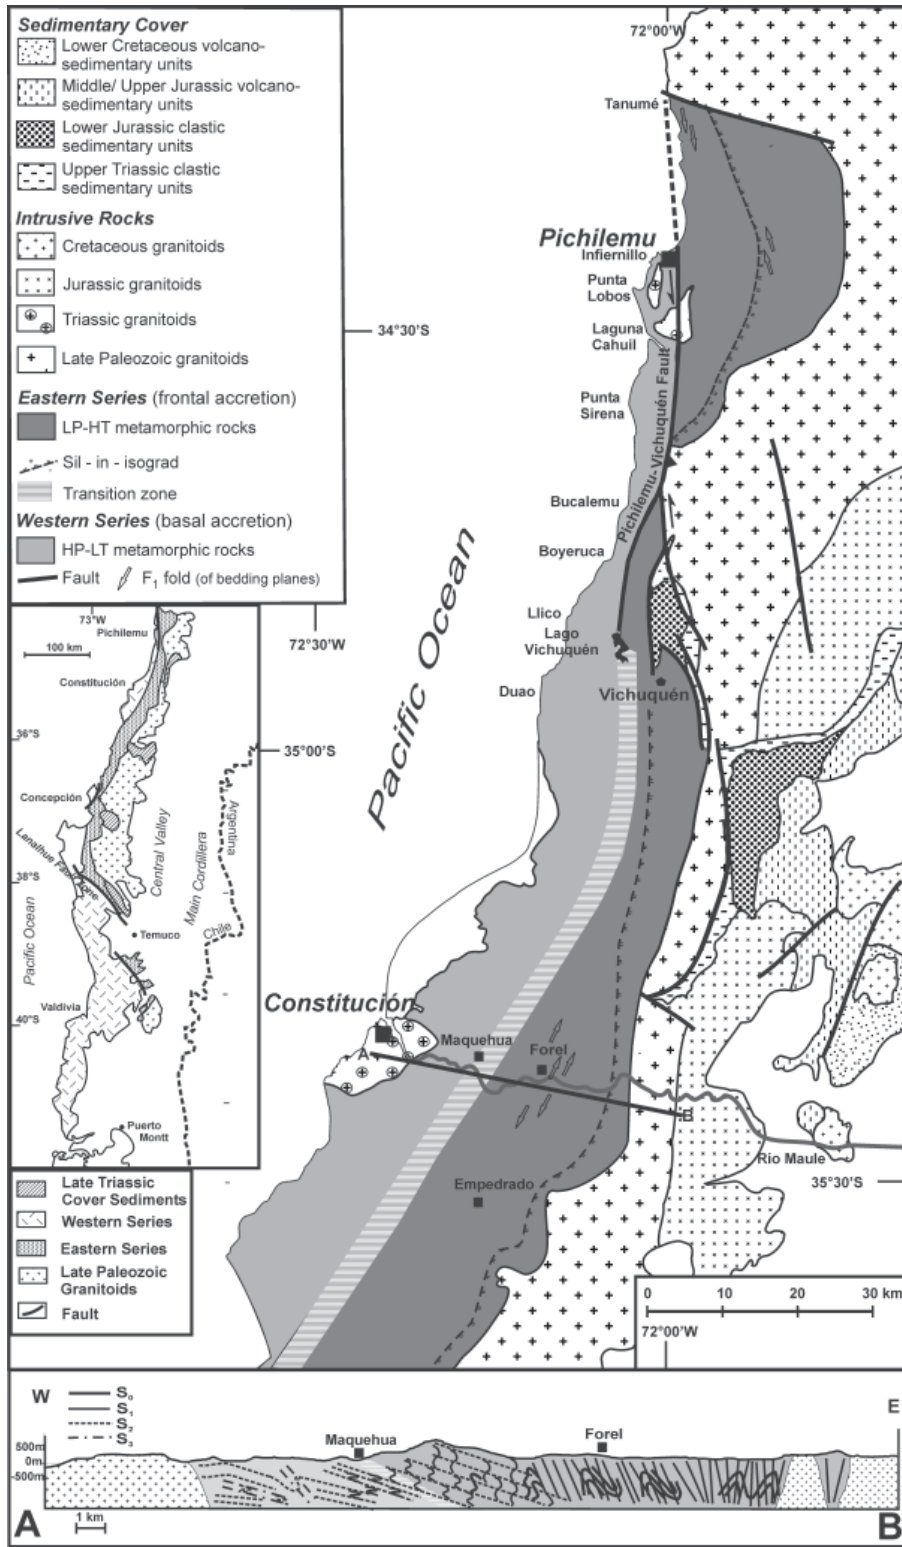 Sedimentary Cover
Lower Cretaceous volcano-
sedimentary units
Middle/ Upper Jurassic volcano-
sedimentary units
Lower Jurassic clastic
sedimentary units
Upper Triassic clastic
sedimentary units
Intrusive Rocks
Cretaceous granitoids
Jurassic granitoids
Triassic granitoids
Late Paleozoic granitoids
Eastern Series (frontal accretion)
LP-HT metamorphic rocks
Sil - in - isograd
Transition zone
Western Series (basal accretion)
HP-LT metamorphic rocks
Fault
F₁ fold (of bedding planes)
72°00'W
Tanumé
Pichilemu
Infiernillo
Punta
Lobos
34°30'S
Laguna
Cahuil
Punta
Sirena
Pichilemu-Vichuquén Fault
Bucalemu
Boyeruca
Llico
Lago
Vichuquén
72°30'W
Duao
Vichuquén
Pacific Ocean
35°00'S
Constitución
A
Maquehua
Forel
B
Rio Maule
35°30'S
Empedrado
0 10 20 30 km
72°00'W
73°W
Pichilemu
100 km
Constitución
36°S
Concepción
Lanalhue Fault Zone
Central Valley
Main Cordillera
Argentina
Chile
38°S
Pacific Ocean
Temuco
Valdivia
40°S
Puerto
Montt
Late Triassic
Cover Sediments
Western Series
Eastern Series
Late Paleozoic
Granitoids
Fault
W
S₀
S₁
S₂
S₃
E
Maquehua
Forel
500m
0m
-500m
A
1 km
B